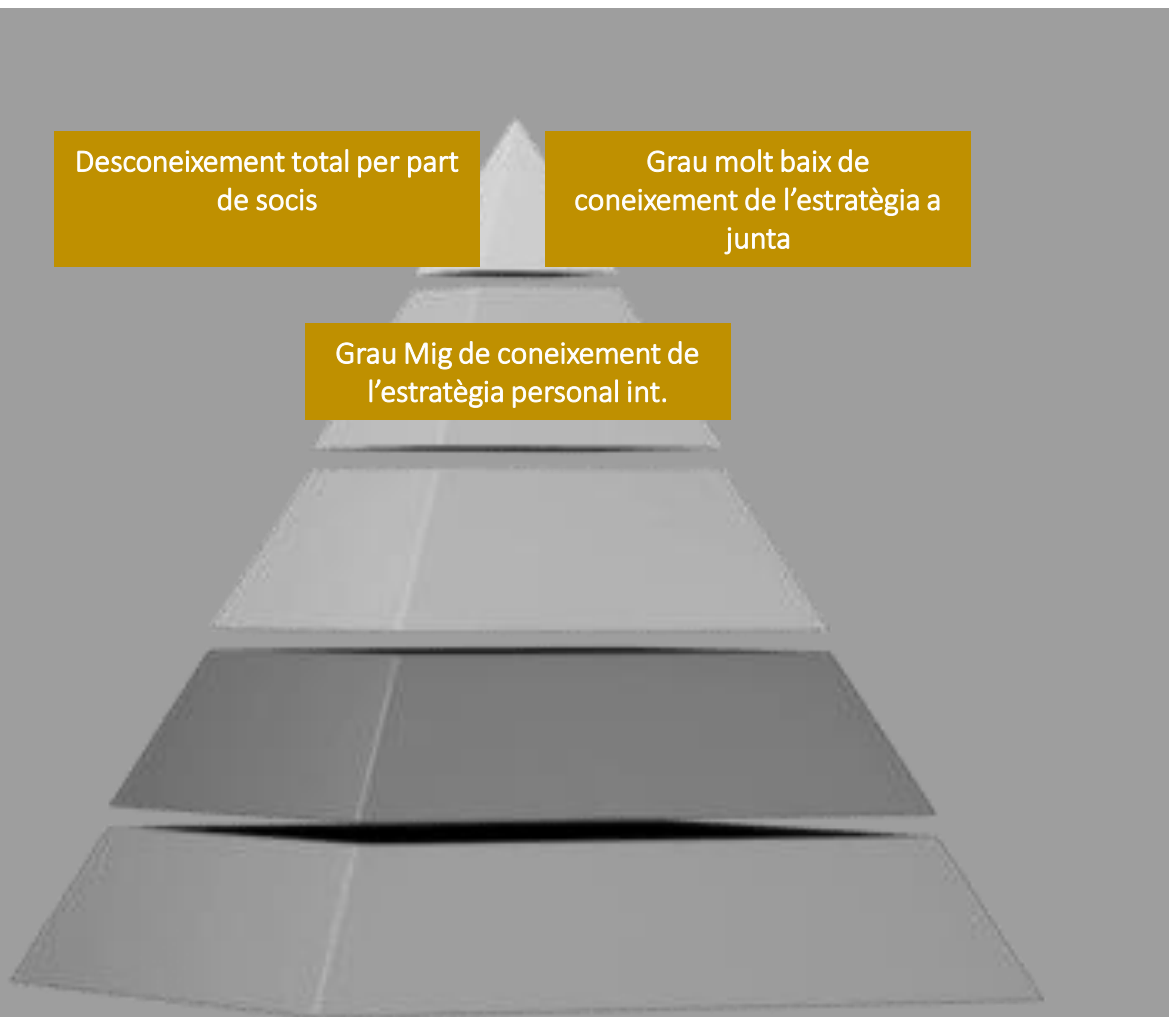 Desconeixement total per part
de socis
Grau molt baix de
coneixement de l’estratègia a
junta
Grau Mig de coneixement de
l’estratègia personal int.